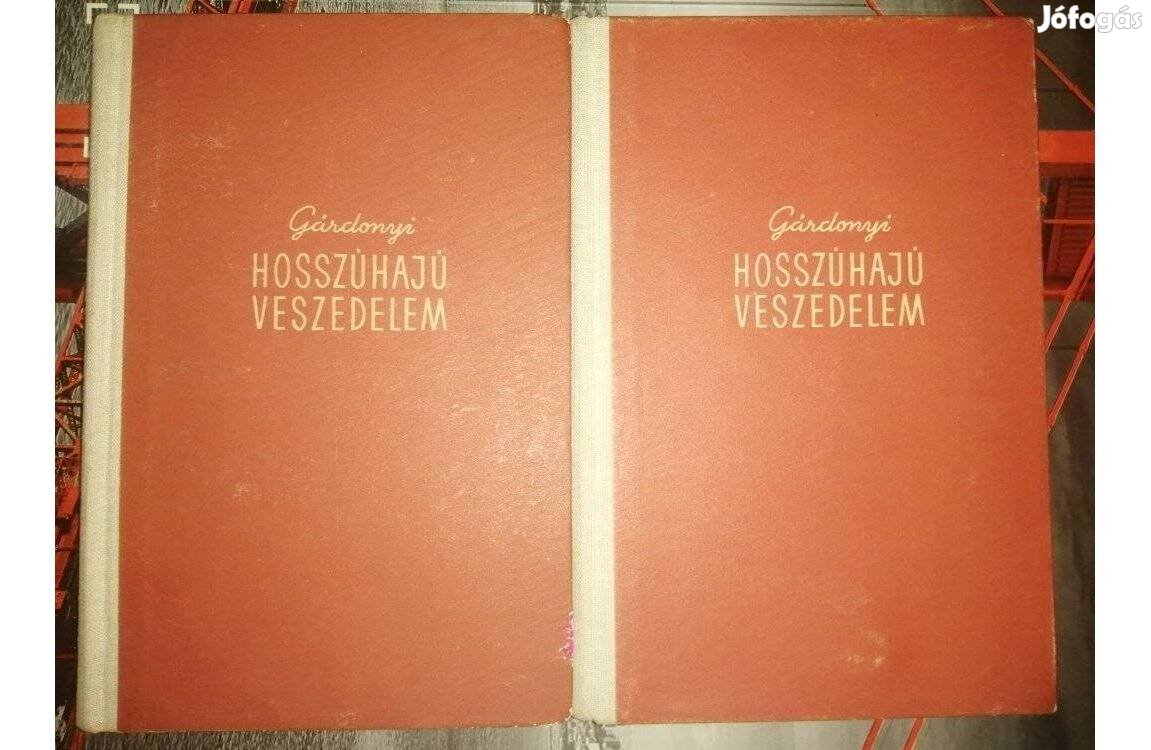 Jófogás
Gárdonyi
HOSSZÚHAJÚ
VESZEDELEM
Gárdonyi
HOSSZÚHAJÚ
VESZEDELEM